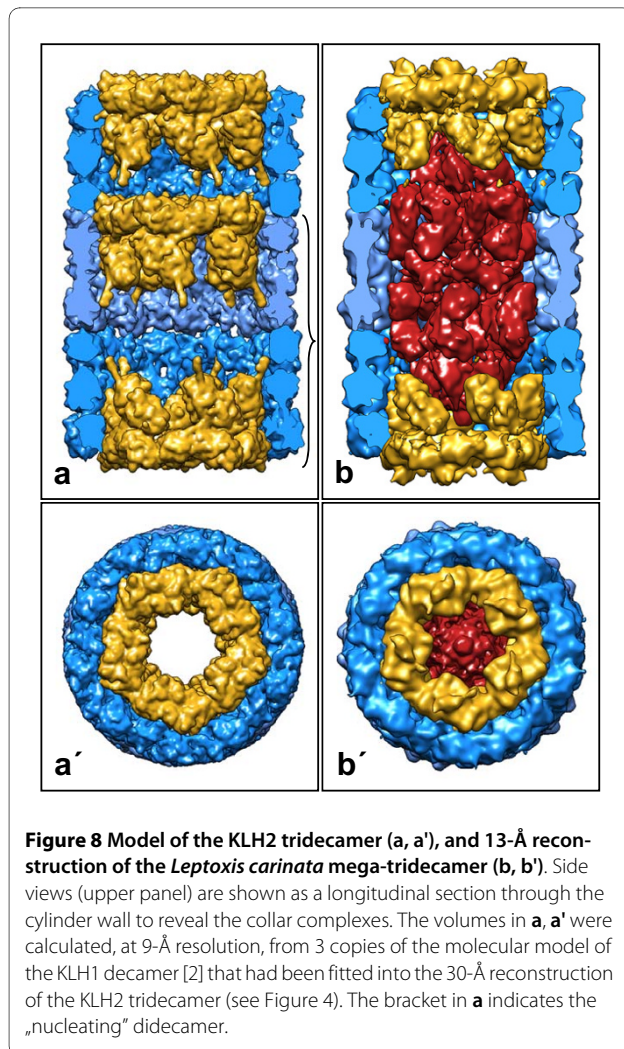 a
b
a´
b´
Figure 8 Model of the KLH2 tridecamer (a, a'), and 13-Å recon-
struction of the Leptoxis carinata mega-tridecamer (b, b'). Side
views (upper panel) are shown as a longitudinal section through the
cylinder wall to reveal the collar complexes. The volumes in a, a' were
calculated, at 9-Å resolution, from 3 copies of the molecular model of
the KLH1 decamer [2] that had been fitted into the 30-Å reconstruction
of the KLH2 tridecamer (see Figure 4). The bracket in a indicates the
„nucleating” didecamer.